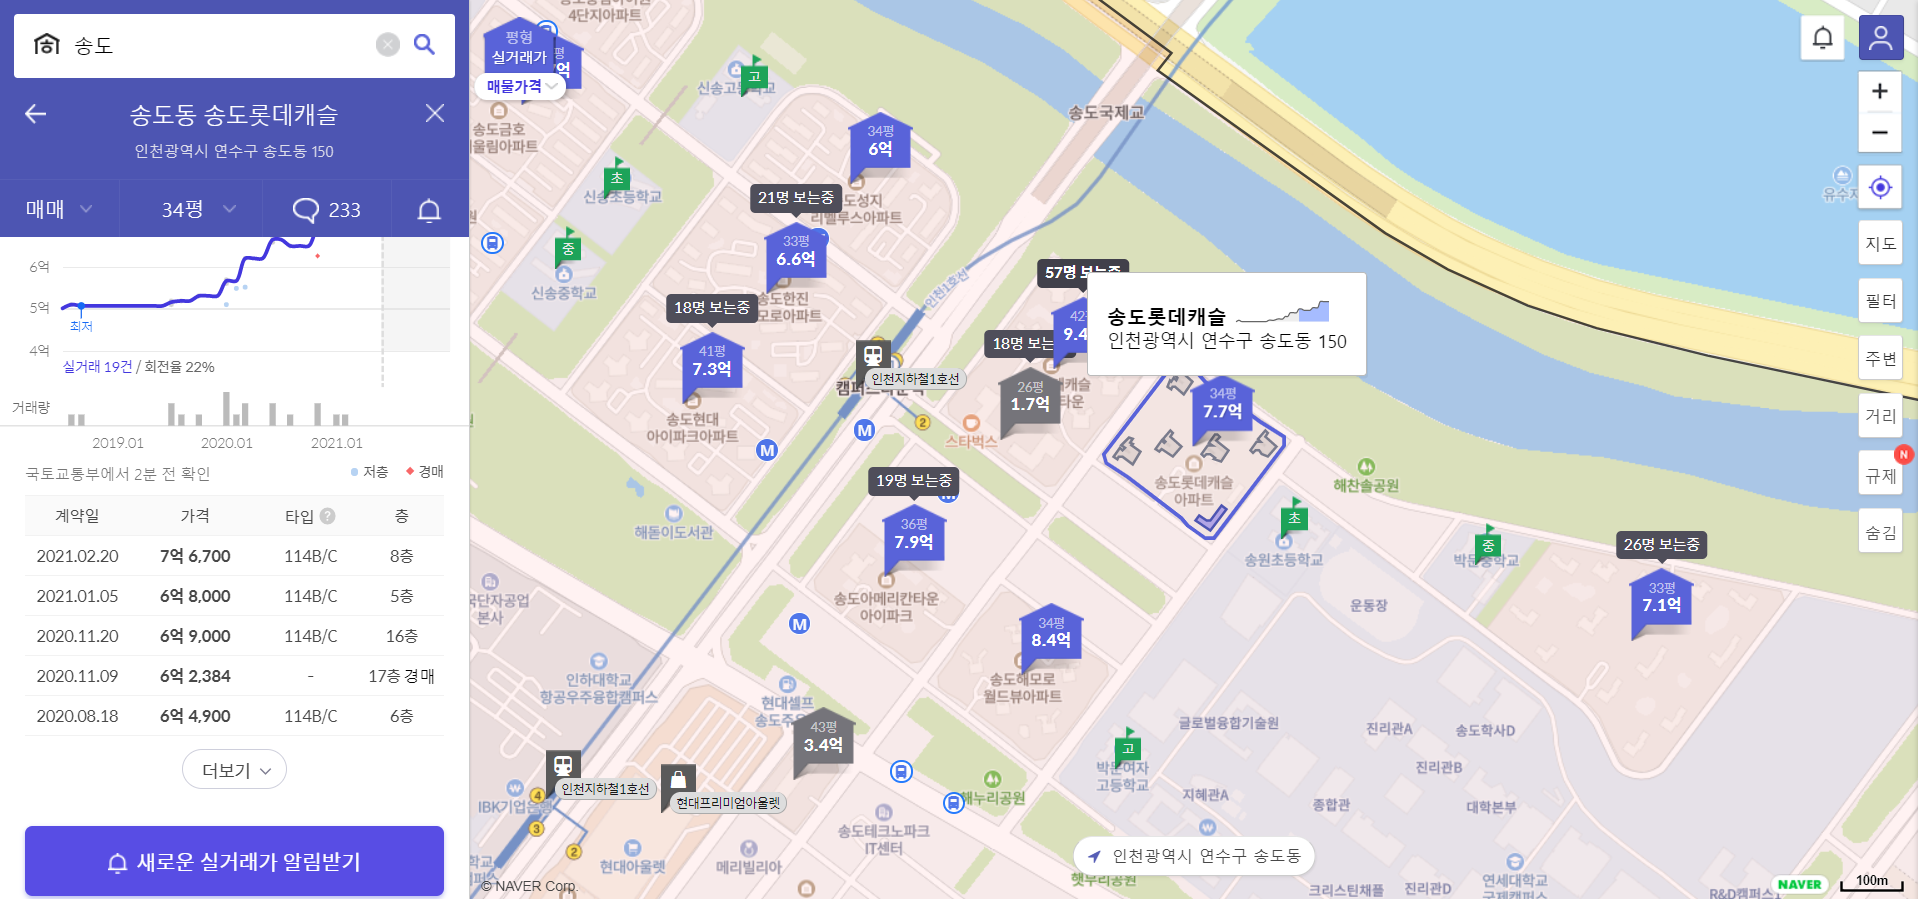 송도
송도동 송도롯데캐슬
인천광역시 연수구 송도동 150
매매
34평
233
6억
5억
최저
4억
실거래 19건 / 회전율 22%
거래량
2019.01
2020.01
2021.01
국토교통부에서 2분 전 확인
저층
경매
계약일 가격 타입 ? 층
2021.02.20 7억 6,700 114B/C 8층
2021.01.05 6억 8,000 114B/C 5층
2020.11.20 6억 9,000 114B/C 16층
2020.11.09 6억 2,384 - 17층 경매
2020.08.18 6억 4,900 114B/C 6층
더보기
새로운 실거래가 알림받기
4단지아파트
평형
실거래가
매물가격
평
억
고
신송고등학교
송도금호
어울림아파트
초
신송초등학교
중
신송중학교
34평
6억
송도성지
리벨루스아파트
21명 보는중
33평
6.6억
송도한진
18명 보는중
41평
7.3억
송도현대
아이파크아파트
송도국제교
인천1호선
인천지하철1호선
M
M
2
스타벅스
57명 보는중
42
9.4
18명 보는
26평
1.7억
캐슬
타운
송도롯데캐슬
인천광역시 연수구 송도동 150
34평
7.7억
송도롯데캐슬
아파트
해찬솔공원
초
송원초등학교
중
박문중학교
운동장
26명 보는중
33평
7.1억
19명 보는중
36평
7.9억
송도아메리칸타운
아이파크
해돋이도서관
본사
M
34평
8.4억
송도해모로
월드뷰아파트
인하대학교
항공우주융합캠퍼스
현대셀프
43평
3.4억
인천지하철1호선
현대프리미엄아울렛
IBK기업은행
4
3
2
현대아울렛
메리빌리아
송도테크노파크
IT센터
해누리공원
고
박문여자
고등학교
글로벌융합기술원
지혜관A
진리관A
송도학사D
진리관B
종합관
대학본부
인천광역시 연수구 송도동
햇무리공원
크리스틴채플
진리관D
연세대학교
국제캠퍼스
R&D캠퍼스1
© NAVER Corp.
NAVER
100m
+
−
지도
필터
주변
거리
N
규제
숨김